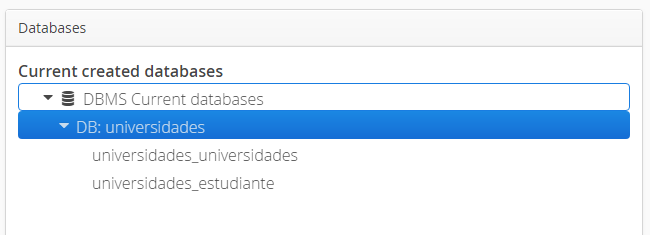 Databases
Current created databases
DBMS Current databases
DB: universidades
universidades_universidades
universidades_estudiante